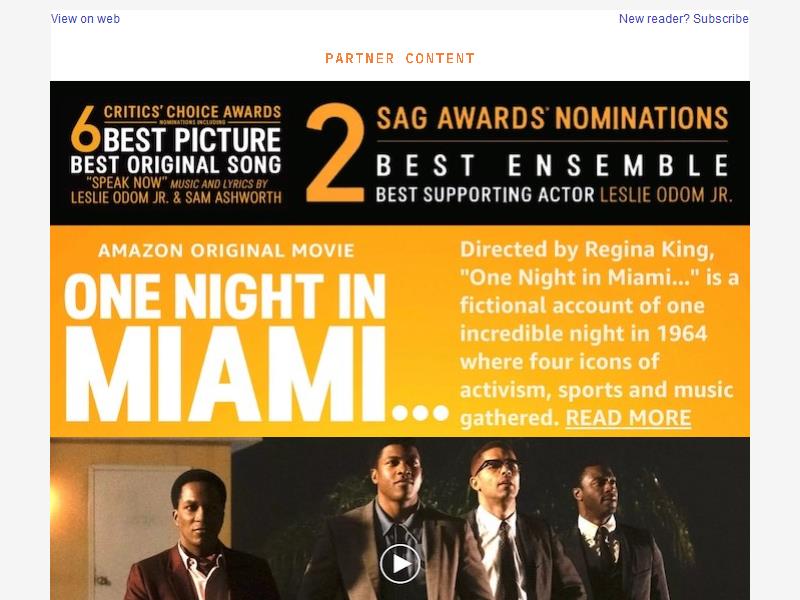 View on web
New reader? Subscribe
PARTNER CONTENT
6 CRITICS' CHOICE AWARDS
NOMINATIONS INCLUDING
BEST PICTURE
BEST ORIGINAL SONG
"SPEAK NOW" MUSIC AND LYRICS BY
LESLIE ODOM JR. & SAM ASHWORTH
2 SAG AWARDS® NOMINATIONS
BEST ENSEMBLE
BEST SUPPORTING ACTOR LESLIE ODOM JR.
AMAZON ORIGINAL MOVIE
ONE NIGHT IN
MIAMI...
Directed by Regina King,
"One Night in Miami..." is a
fictional account of one
incredible night in 1964
where four icons of
activism, sports and music
gathered. READ MORE